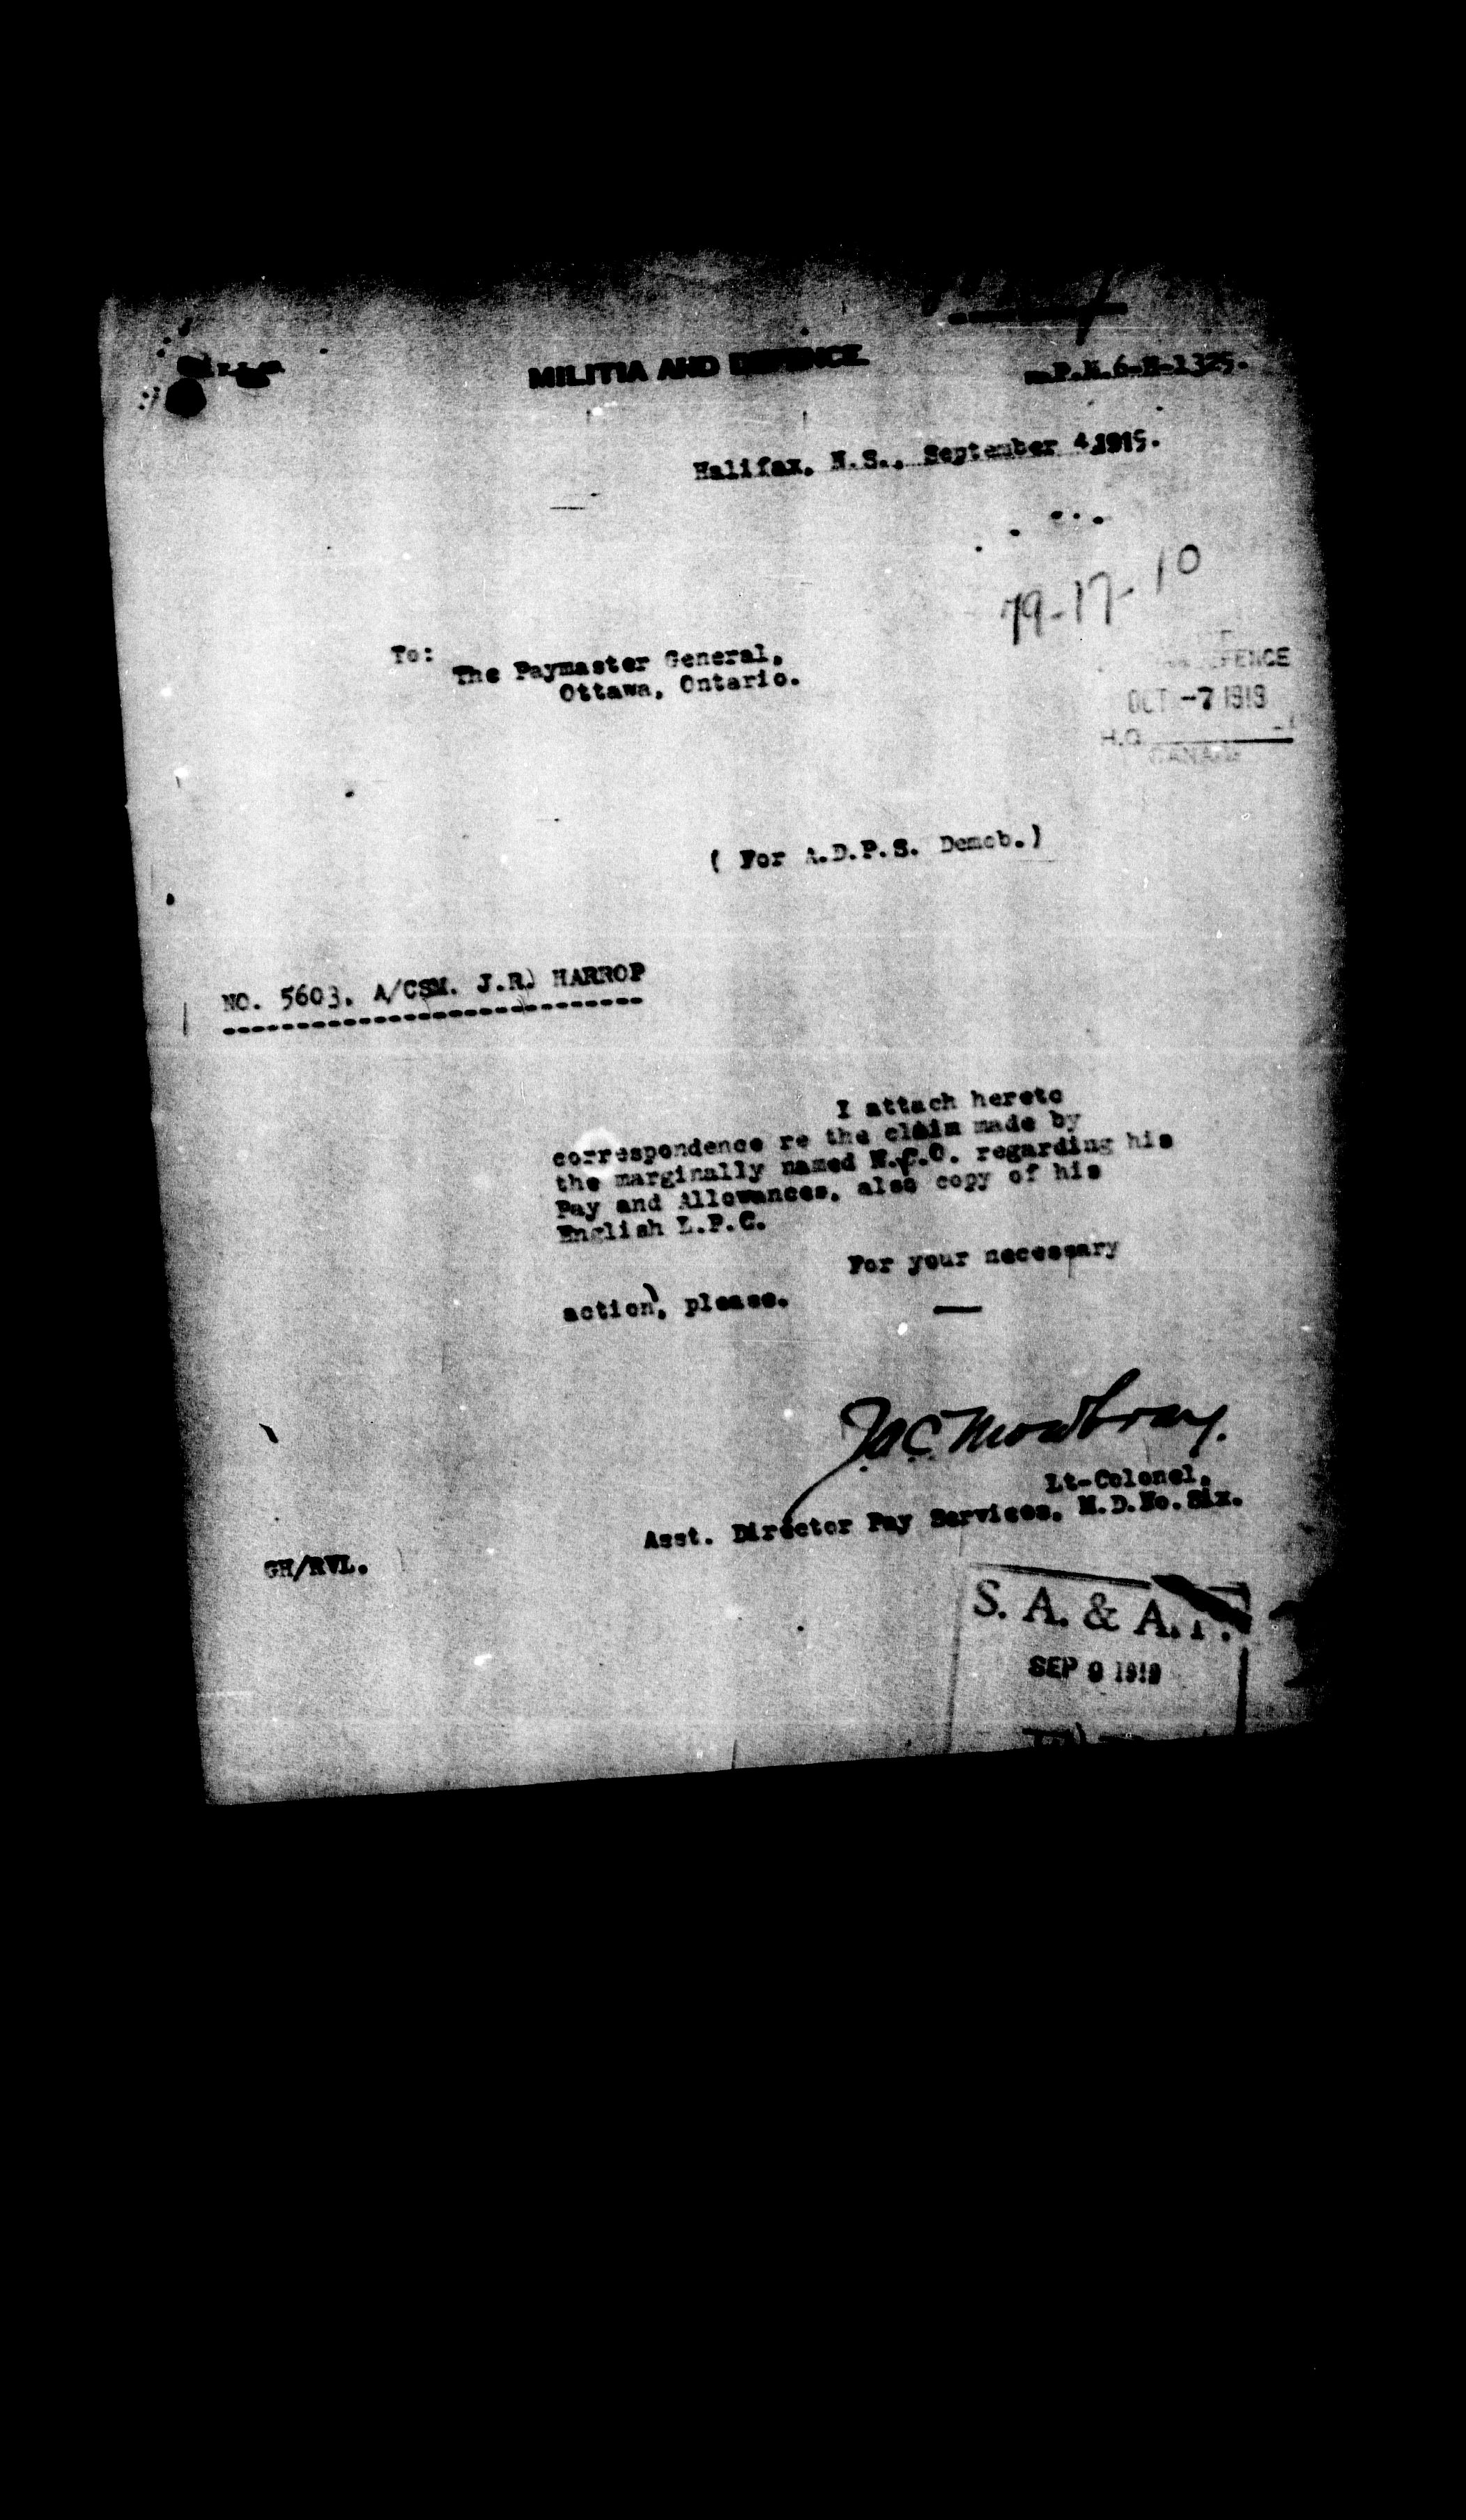 MILITIA AND DEFENCE
P.M.6-H-1325.
Halifax, N.S., September 4,1919.
79-17-10
To:
The Paymaster General,
Ottawa, Ontario.
DEFENCE
OCT -7 1919
H.Q.
CANADA
( For A.D.P.S. Demob.)
NO. 5603. A/CSM. J.R. HARROP
I attach hereto
correspondence re the claim made by
the marginally named N.C.O. regarding his
Pay and Allowances, also copy of his
English L.P.C.
For your necessary
action, please.
Lt-Colonel,
Asst. Director Pay Services, M.D.No.Six.
GH/RVL.
S. A. & A.
SEP 9 1919